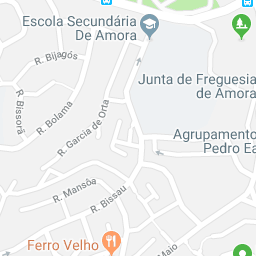 Escola Secundária
De Amora
R. Bijagós
Junta de Freguesia
de Amora
R. Bissorã
R. Bolama
R. Garcia de Orta
Agrupamento
Pedro Ea
R. Mansôa
R. Bissau
Ferro Velho
Maio